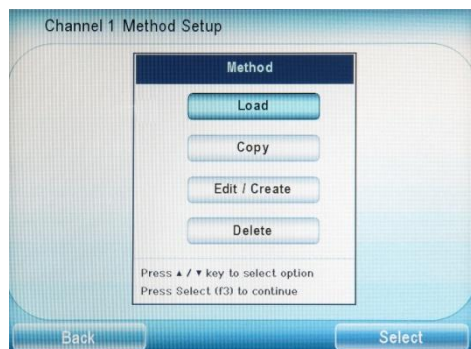 Channel 1 Method Setup
Method
Load
Copy
Edit / Create
Delete
Press ▲ / ▼ key to select option
Press Select (f3) to continue
Back
Select